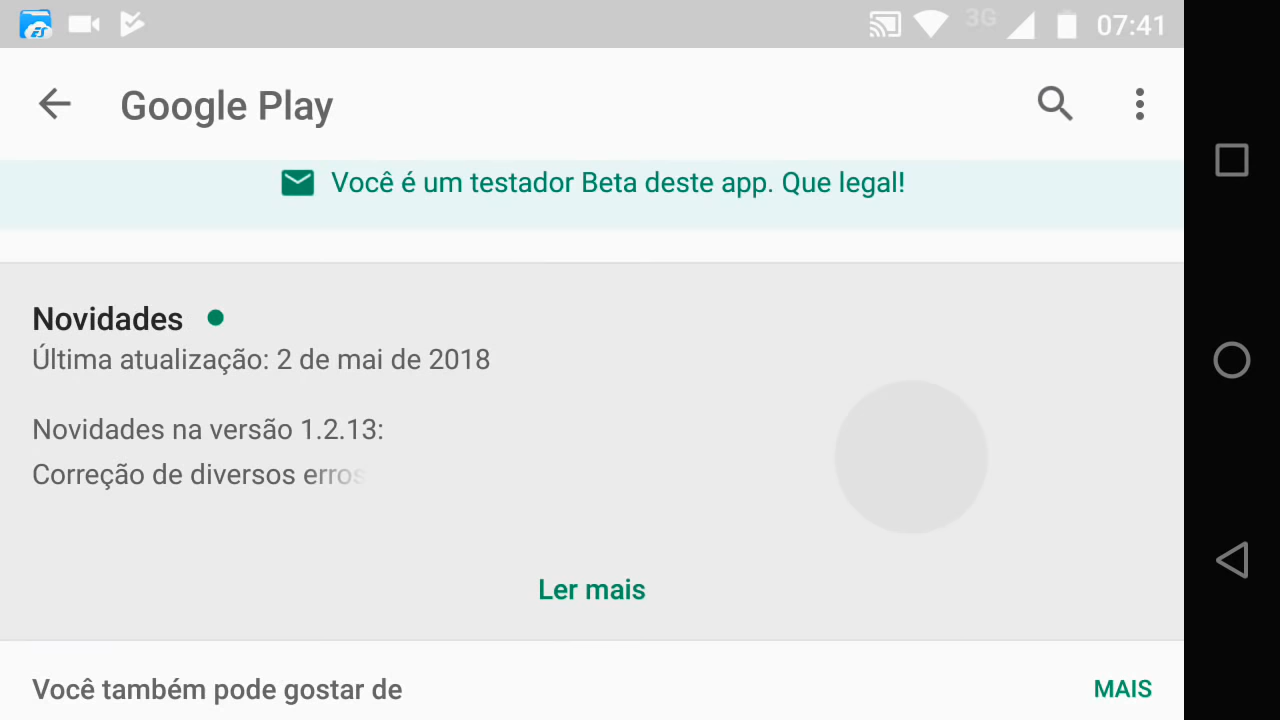 3G 07:41
Google Play
Você é um testador Beta deste app. Que legal!
Novidades
Última atualização: 2 de mai de 2018
Novidades na versão 1.2.13:
Correção de diversos erros
Ler mais
Você também pode gostar de MAIS